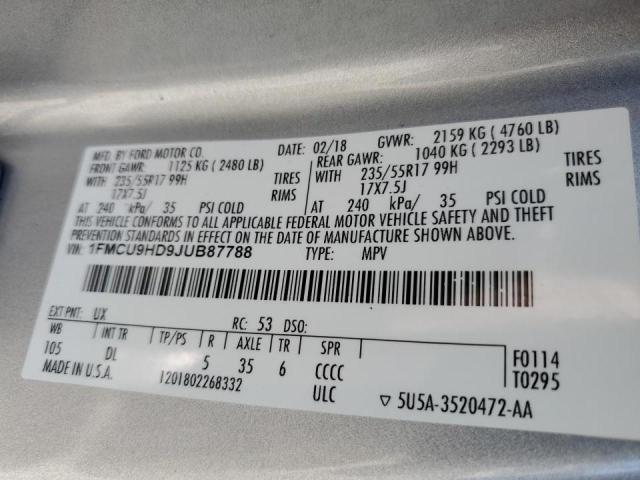 MFD. BY FORD MOTOR CO.
DATE: 02/18 GVWR: 2159 KG ( 4760 LB)
FRONT GAWR: 1125 KG ( 2480 LB) REAR GAWR: 1040 KG ( 2293 LB)
WITH 235/55R17 99H TIRES WITH 235/55R17 99H TIRES
17X7.5J RIMS 17X7.5J RIMS
AT 240 kPa/ 35 PSI COLD AT 240 kPa/ 35 PSI COLD
THIS VEHICLE CONFORMS TO ALL APPLICABLE FEDERAL MOTOR VEHICLE SAFETY AND THEFT
PREVENTION STANDARDS IN EFFECT ON THE DATE OF MANUFACTURE SHOWN ABOVE.
VIN: 1FMCU9HD9JUB87788 TYPE: MPV
EXT PNT: UX RC: 53 DSO:
WB INT TR TP/PS R AXLE TR SPR
105 DL 5 35 6 CCCC F0114
MADE IN U.S.A. 1201802268332 ULC T0295
▽ 5U5A-3520472-AA